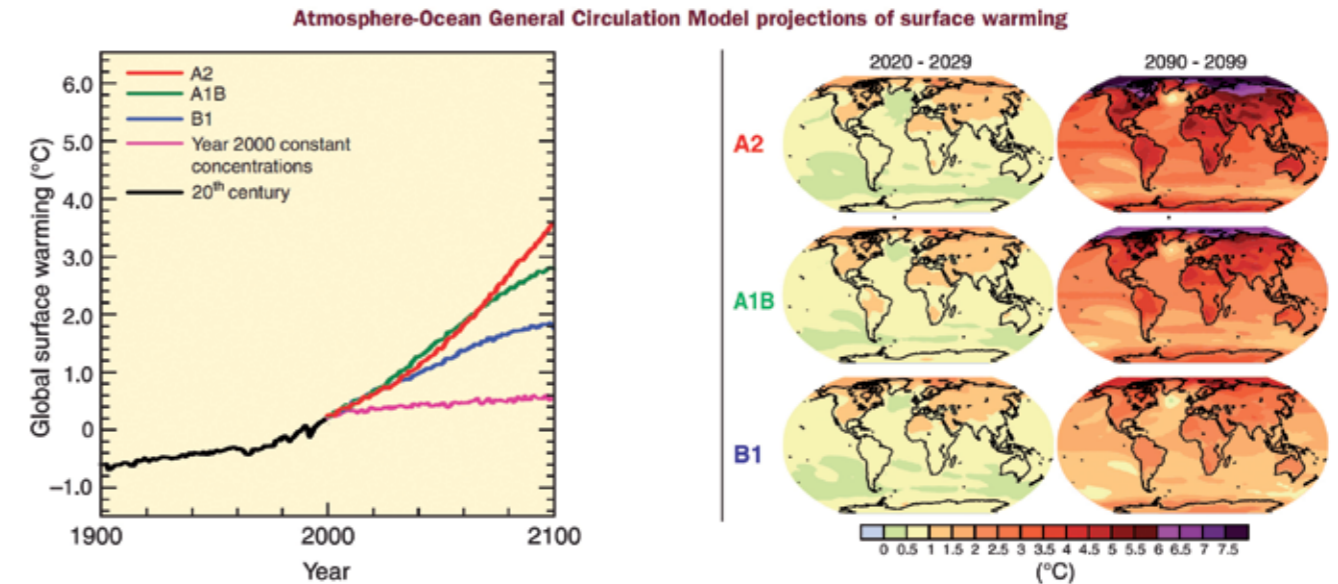 Atmosphere-Ocean General Circulation Model projections of surface warming
Global surface warming (°C)
6.0
5.0
4.0
3.0
2.0
1.0
0
−1.0
A2
A1B
B1
Year 2000 constant
concentrations
20th century
1900
2000
2100
Year
2020 - 2029
2090 - 2099
A2
A1B
B1
0 0.5 1 1.5 2 2.5 3 3.5 4 4.5 5 5.5 6 6.5 7 7.5
(°C)